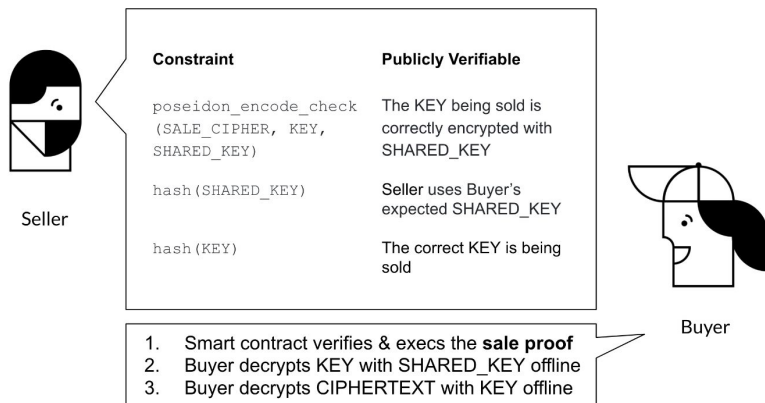 Constraint
Publicly Verifiable
poseidon_encode_check
(SALE_CIPHER, KEY,
SHARED_KEY)
The KEY being sold is
correctly encrypted with
SHARED_KEY
hash(SHARED_KEY)
Seller uses Buyer's
expected SHARED_KEY
hash(KEY)
The correct KEY is being
sold
Seller
Buyer
1. Smart contract verifies & execs the sale proof
2. Buyer decrypts KEY with SHARED_KEY offline
3. Buyer decrypts CIPHERTEXT with KEY offline